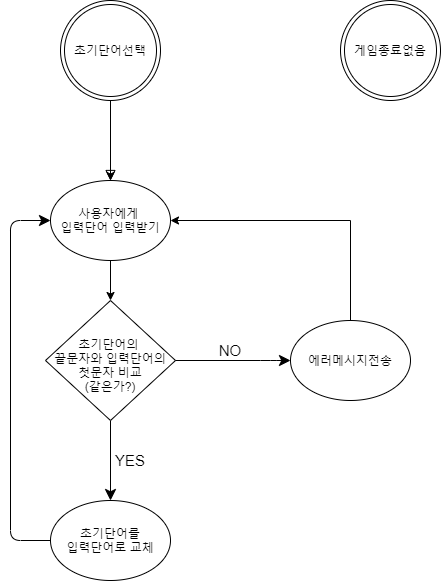 초기단어선택
게임종료없음
사용자에게
입력단어 입력받기
초기단어의
끝문자와 입력단어의
첫문자 비교
(같은가?)
NO
에러메시지전송
YES
초기단어를
입력단어로 교체